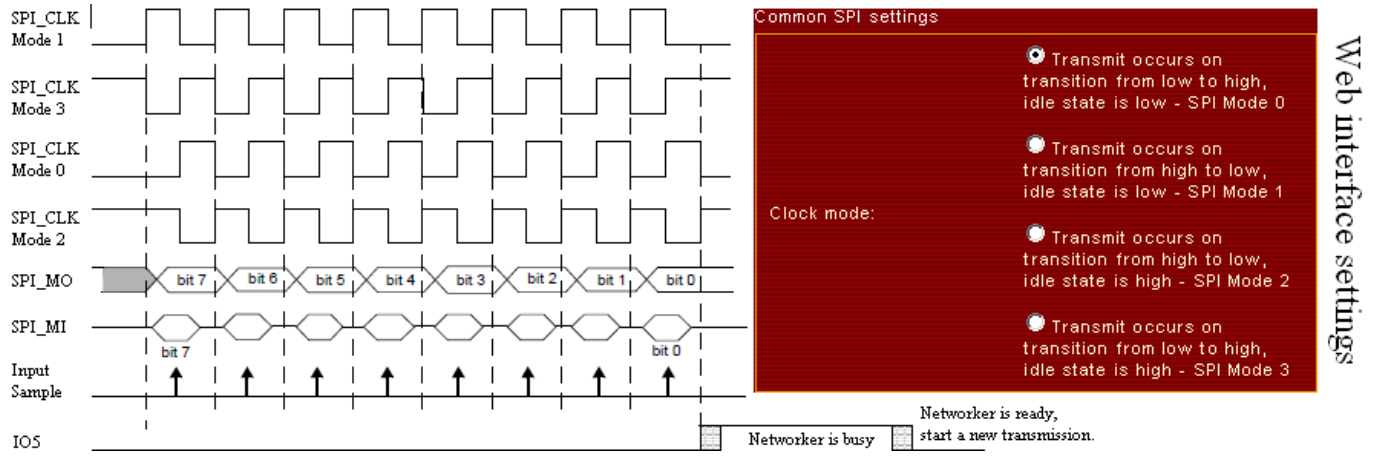 SPI_CLK
Mode 1
SPI_CLK
Mode 3
SPI_CLK
Mode 0
SPI_CLK
Mode 2
SPI_MO
bit 7 bit 6 bit 5 bit 4 bit 3 bit 2 bit 1 bit 0
SPI_MI
bit 7 bit 0
Input
Sample
IO5
Networker is busy
Networker is ready,
start a new transmission.
Common SPI settings
Clock mode:
Transmit occurs on
transition from low to high,
idle state is low - SPI Mode 0
Transmit occurs on
transition from high to low,
idle state is low - SPI Mode 1
Transmit occurs on
transition from high to low,
idle state is high - SPI Mode 2
Transmit occurs on
transition from low to high,
idle state is high - SPI Mode 3
Web interface settings